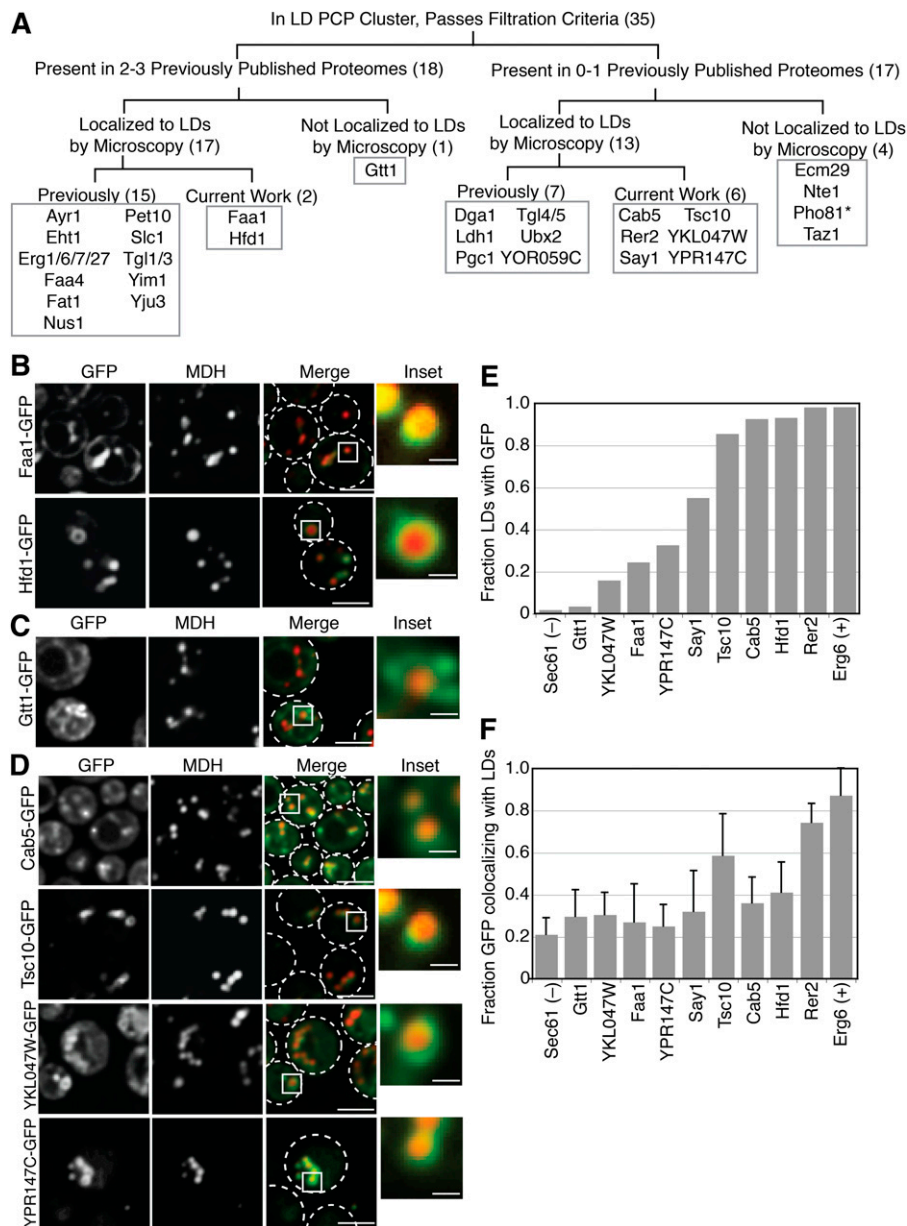 A
In LD PCP Cluster, Passes Filtration Criteria (35)
Present in 2-3 Previously Published Proteomes (18)
Present in 0-1 Previously Published Proteomes (17)
Localized to LDs
by Microscopy (17)
Not Localized to LDs
by Microscopy (1)
Gtt1
Localized to LDs
by Microscopy (13)
Not Localized to LDs
by Microscopy (4)
Ecm29
Nte1
Pho81*
Taz1
Previously (15)
Ayr1 Pet10
Eht1 Slc1
Erg1/6/7/27 Tgl1/3
Faa4 Yim1
Fat1 Yju3
Nus1
Current Work (2)
Faa1
Hfd1
Previously (7)
Dga1 Tgl4/5
Ldh1 Ubx2
Pgc1 YOR059C
Current Work (6)
Cab5 Tsc10
Rer2 YKL047W
Say1 YPR147C
B
GFP MDH Merge Inset
Faa1-GFP
Hfd1-GFP
C
GFP MDH Merge Inset
Gtt1-GFP
D
GFP MDH Merge Inset
Cab5-GFP
Tsc10-GFP
YKL047W-GFP
YPR147C-GFP
E
Fraction LDs with GFP
1.0
0.8
0.6
0.4
0.2
0
Sec61 (–)
Gtt1
YKL047W
Faa1
YPR147C
Say1
Tsc10
Cab5
Hfd1
Rer2
Erg6 (+)
F
Fraction GFP colocalizing with LDs
1.0
0.8
0.6
0.4
0.2
0
Sec61 (–)
Gtt1
YKL047W
Faa1
YPR147C
Say1
Tsc10
Cab5
Hfd1
Rer2
Erg6 (+)